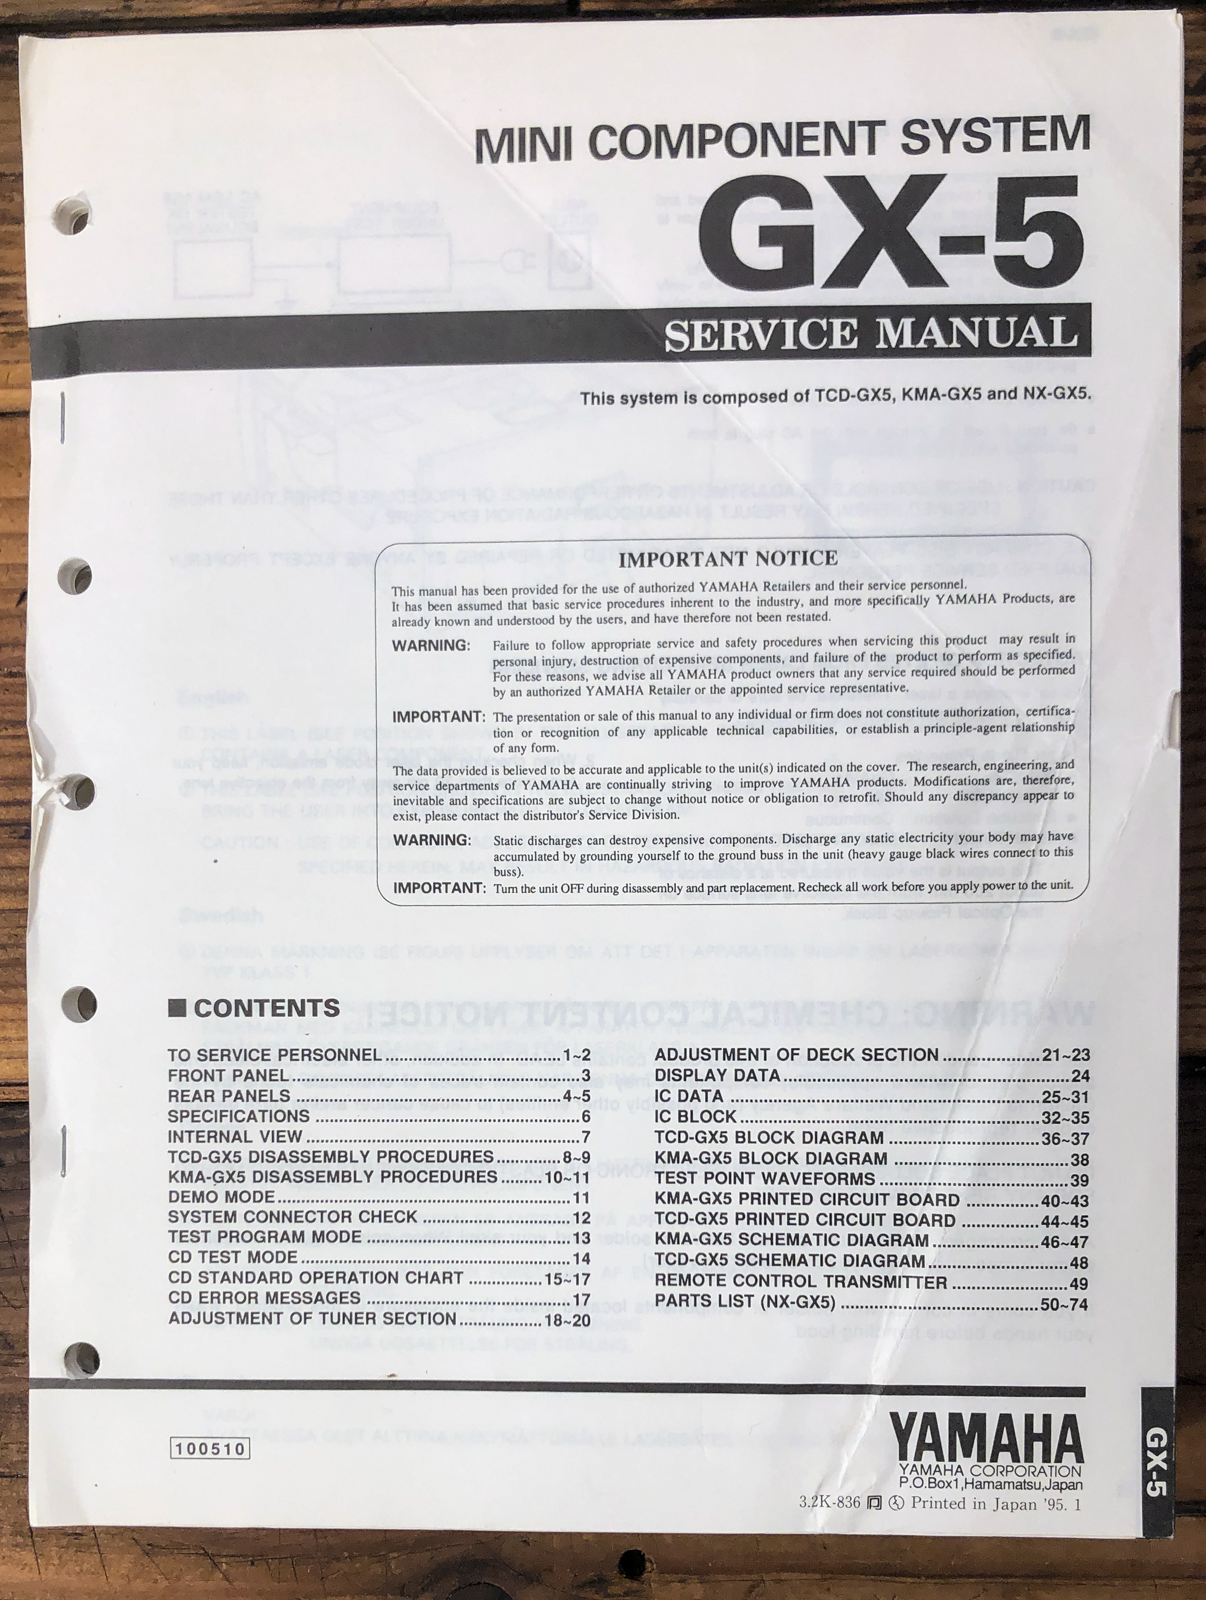 MINI COMPONENT SYSTEM
GX-5
SERVICE MANUAL
This system is composed of TCD-GX5, KMA-GX5 and NX-GX5.
IMPORTANT NOTICE
This manual has been provided for the use of authorized YAMAHA Retailers and their service personnel.
It has been assumed that basic service procedures inherent to the industry, and more specifically YAMAHA Products, are
already known and understood by the users, and have therefore not been restated.
WARNING: Failure to follow appropriate service and safety procedures when servicing this product may result in
personal injury, destruction of expensive components, and failure of the product to perform as specified.
For these reasons, we advise all YAMAHA product owners that any service required should be performed
by an authorized YAMAHA Retailer or the appointed service representative.
IMPORTANT: The presentation or sale of this manual to any individual or firm does not constitute authorization, certifica-
tion or recognition of any applicable technical capabilities, or establish a principle-agent relationship
of any form.
The data provided is believed to be accurate and applicable to the unit(s) indicated on the cover. The research, engineering, and
service departments of YAMAHA are continually striving to improve YAMAHA products. Modifications are, therefore,
inevitable and specifications are subject to change without notice or obligation to retrofit. Should any discrepancy appear to
exist, please contact the distributor's Service Division.
WARNING: Static discharges can destroy expensive components. Discharge any static electricity your body may have
accumulated by grounding yourself to the ground buss in the unit (heavy gauge black wires connect to this
buss).
IMPORTANT: Turn the unit OFF during disassembly and part replacement. Recheck all work before you apply power to the unit.
■ CONTENTS
TO SERVICE PERSONNEL..............................1~2
FRONT PANEL..............................3
REAR PANELS..............................4~5
SPECIFICATIONS..............................6
INTERNAL VIEW..............................7
TCD-GX5 DISASSEMBLY PROCEDURES...........8~9
KMA-GX5 DISASSEMBLY PROCEDURES.........10~11
DEMO MODE..............................11
SYSTEM CONNECTOR CHECK..............................12
TEST PROGRAM MODE..............................13
CD TEST MODE..............................14
CD STANDARD OPERATION CHART.................15~17
CD ERROR MESSAGES..............................17
ADJUSTMENT OF TUNER SECTION.................18~20
ADJUSTMENT OF DECK SECTION...................21~23
DISPLAY DATA..............................24
IC DATA..............................25~31
IC BLOCK..............................32~35
TCD-GX5 BLOCK DIAGRAM..............................36~37
KMA-GX5 BLOCK DIAGRAM..............................38
TEST POINT WAVEFORMS..............................39
KMA-GX5 PRINTED CIRCUIT BOARD...............40~43
TCD-GX5 PRINTED CIRCUIT BOARD...............44~45
KMA-GX5 SCHEMATIC DIAGRAM.....................46~47
TCD-GX5 SCHEMATIC DIAGRAM..............................48
REMOTE CONTROL TRANSMITTER.......................49
PARTS LIST (NX-GX5)..............................50~74
100510
YAMAHA
YAMAHA CORPORATION
P.O.Box1,Hamamatsu,Japan
3.2K-836 Printed in Japan '95. 1
GX-5